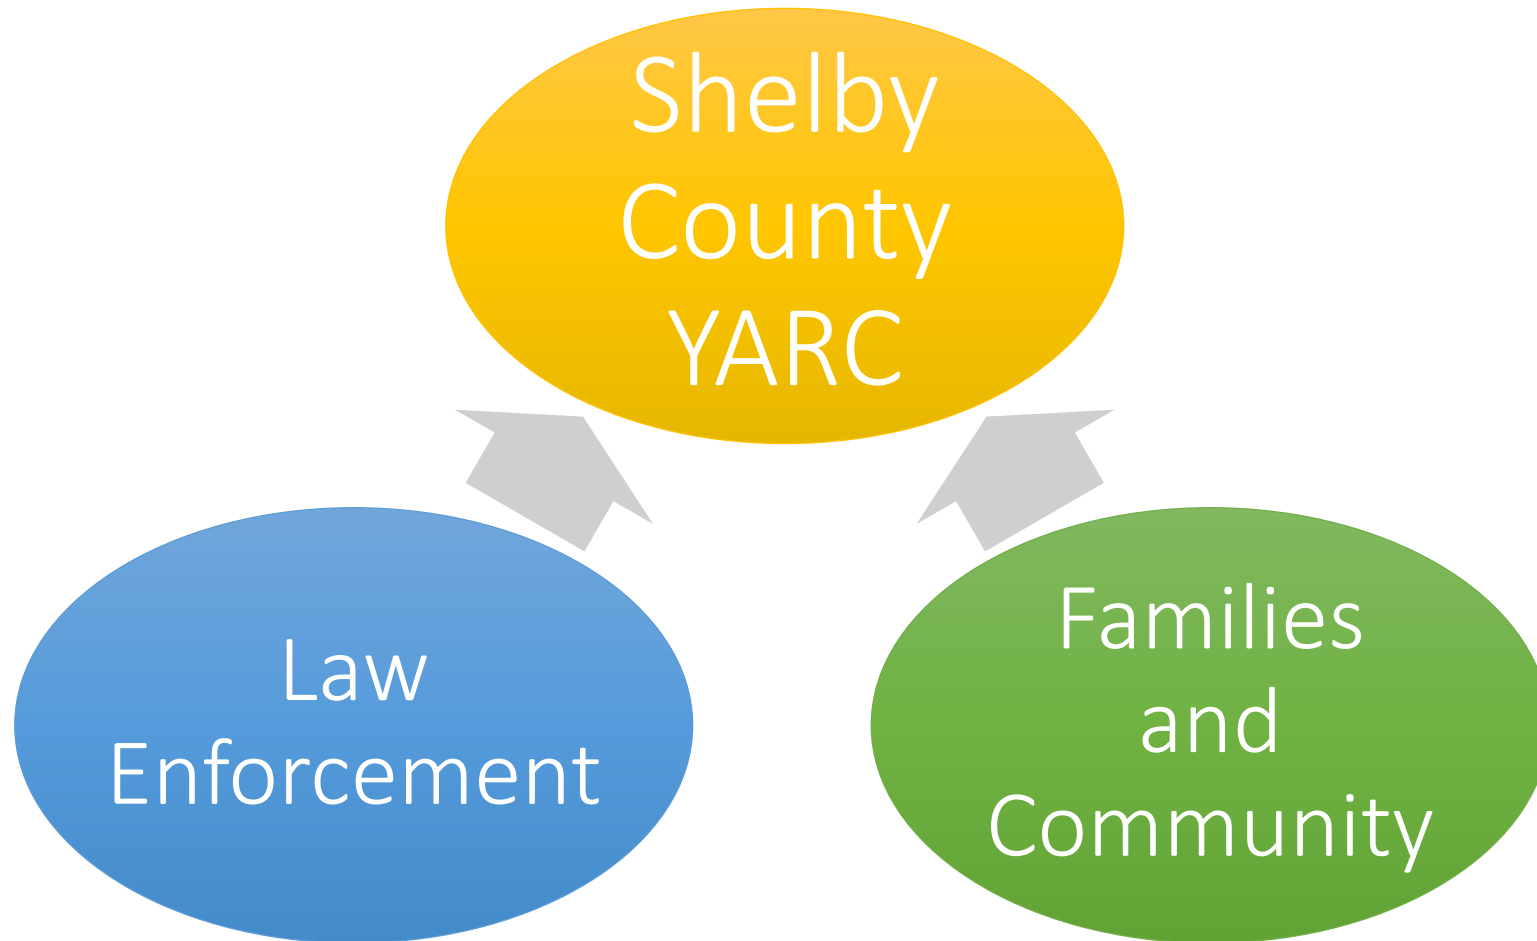 Shelby
County
YARC
Law
Enforcement
Families
and
Community